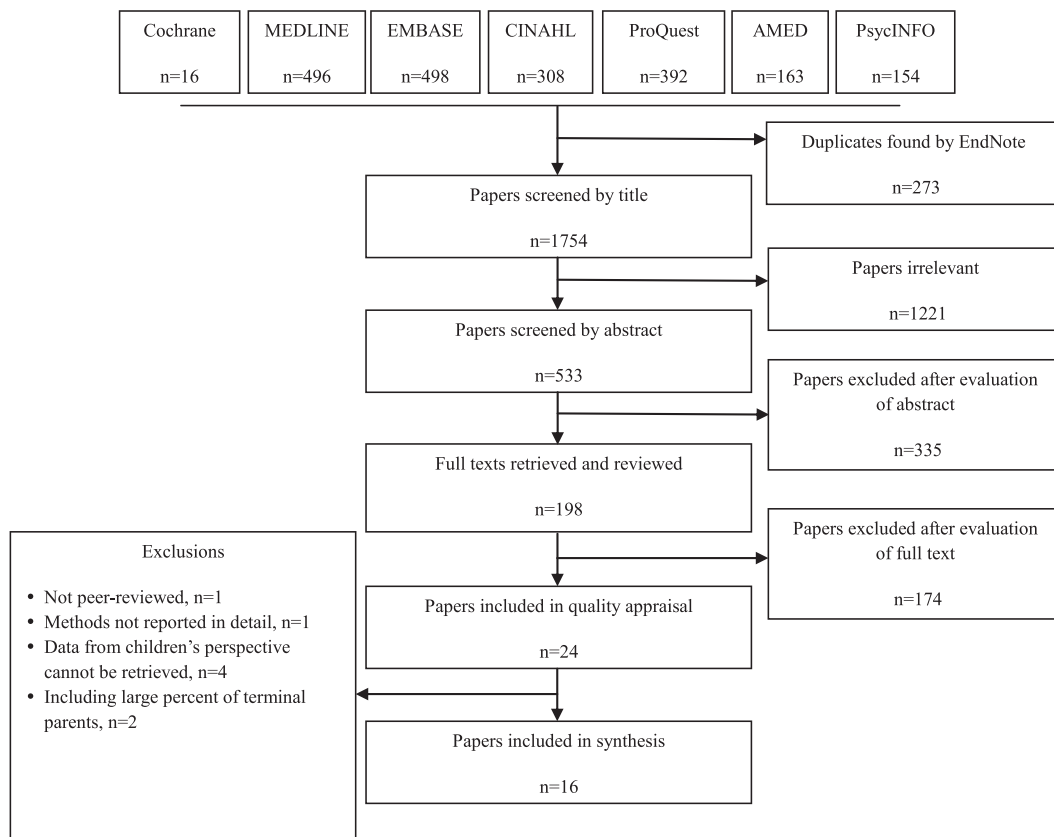 Cochrane
n=16
MEDLINE
n=496
EMBASE
n=498
CINAHL
n=308
ProQuest
n=392
AMED
n=163
PsycINFO
n=154
Duplicates found by EndNote
n=273
Papers screened by title
n=1754
Papers irrelevant
n=1221
Papers screened by abstract
n=533
Papers excluded after evaluation
of abstract
n=335
Full texts retrieved and reviewed
n=198
Papers excluded after evaluation
of full text
n=174
Papers included in quality appraisal
n=24
Exclusions
• Not peer-reviewed, n=1
• Methods not reported in detail, n=1
• Data from children’s perspective
cannot be retrieved, n=4
• Including large percent of terminal
parents, n=2
Papers included in synthesis
n=16